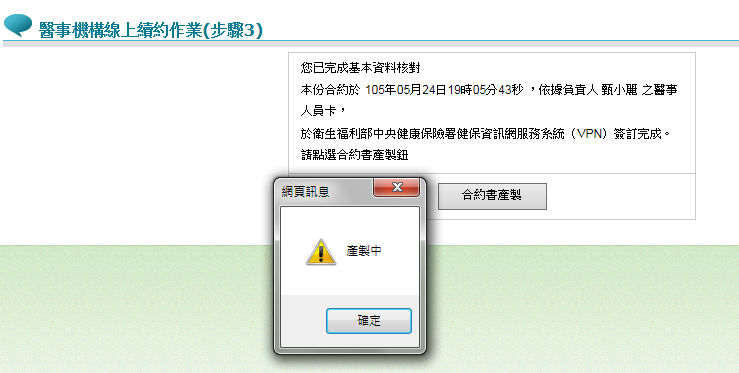 醫事機構線上續約作業(步驟3)
您已完成基本資料核對
本份合約於 105年05月24日19時05分43秒 ，依據負責人 甄小麗 之醫事
人員卡，
於衛生福利部中央健康保險署健保資訊網服務系統（VPN）簽訂完成。
請點選合約書產製鈕
合約書產製
網頁訊息
產製中
確定